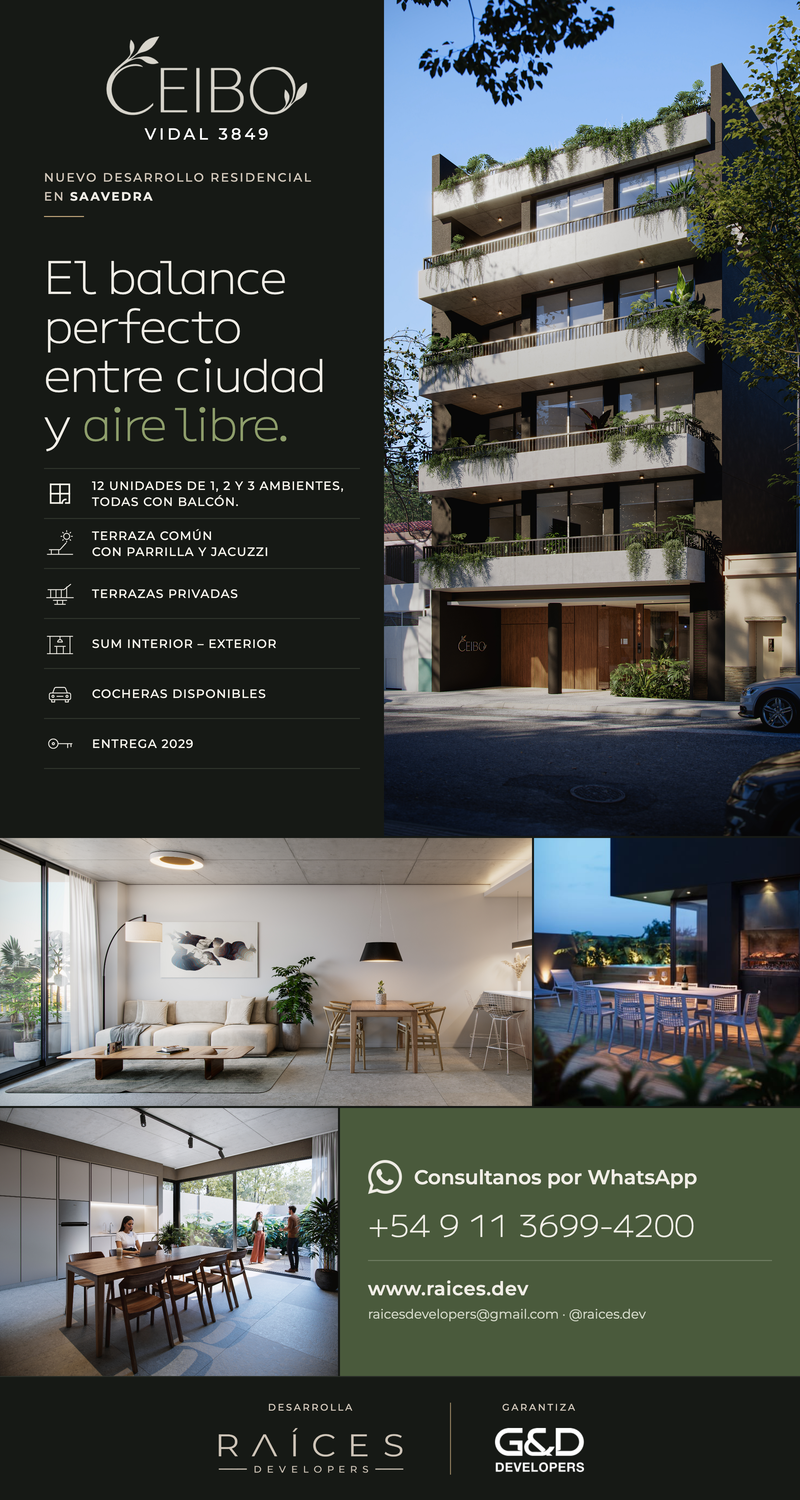 CEIBO
VIDAL 3849
NUEVO DESARROLLO RESIDENCIAL
EN SAAVEDRA
El balance
perfecto
entre ciudad
y aire libre.
12 UNIDADES DE 1, 2 Y 3 AMBIENTES,
TODAS CON BALCÓN.
TERRAZA COMÚN
CON PARRILLA Y JACUZZI
TERRAZAS PRIVADAS
SUM INTERIOR – EXTERIOR
COCHERAS DISPONIBLES
ENTREGA 2029
CEIBO
Consultanos por WhatsApp
+54 9 11 3699-4200
www.raices.dev
raicesdevelopers@gmail.com · @raices.dev
DESARROLLA
RAÍCES
DEVELOPERS
GARANTIZA
G&D
DEVELOPERS